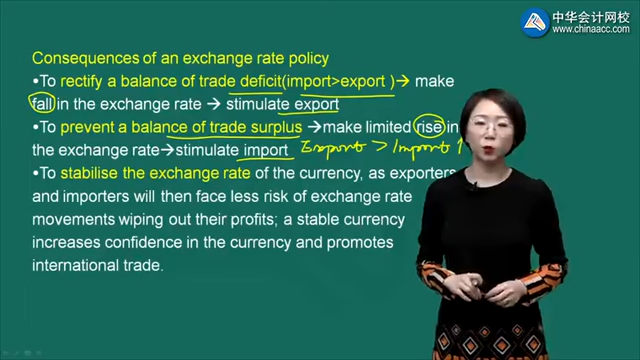 中华会计网校
www.chinaacc.com
Consequences of an exchange rate policy
•To rectify a balance of trade deficit(import>export )→ make
fall in the exchange rate → stimulate export
•To prevent a balance of trade surplus →make limited rise in
the exchange rate→stimulate import Export > Import ↑
•To stabilise the exchange rate of the currency, as exporters
and importers will then face less risk of exchange rate
movements wiping out their profits; a stable currency
increases confidence in the currency and promotes
international trade.